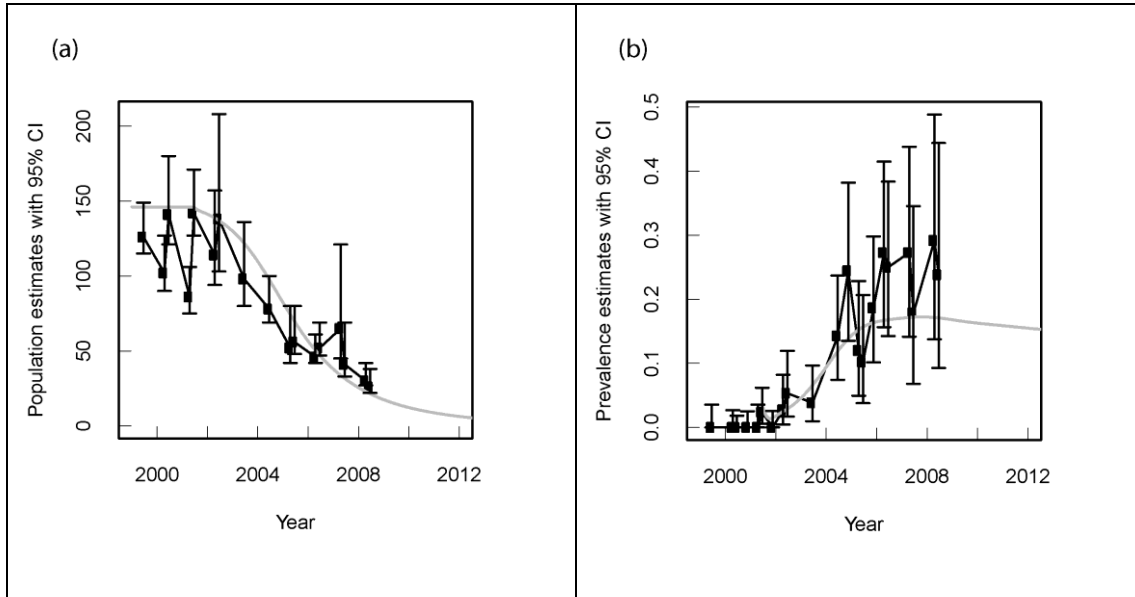 (a)
Population estimates with 95% CI
200
150
100
50
0
2000 2004 2008 2012
Year
(b)
Prevalence estimates with 95% CI
0.5
0.4
0.3
0.2
0.1
0.0
2000 2004 2008 2012
Year